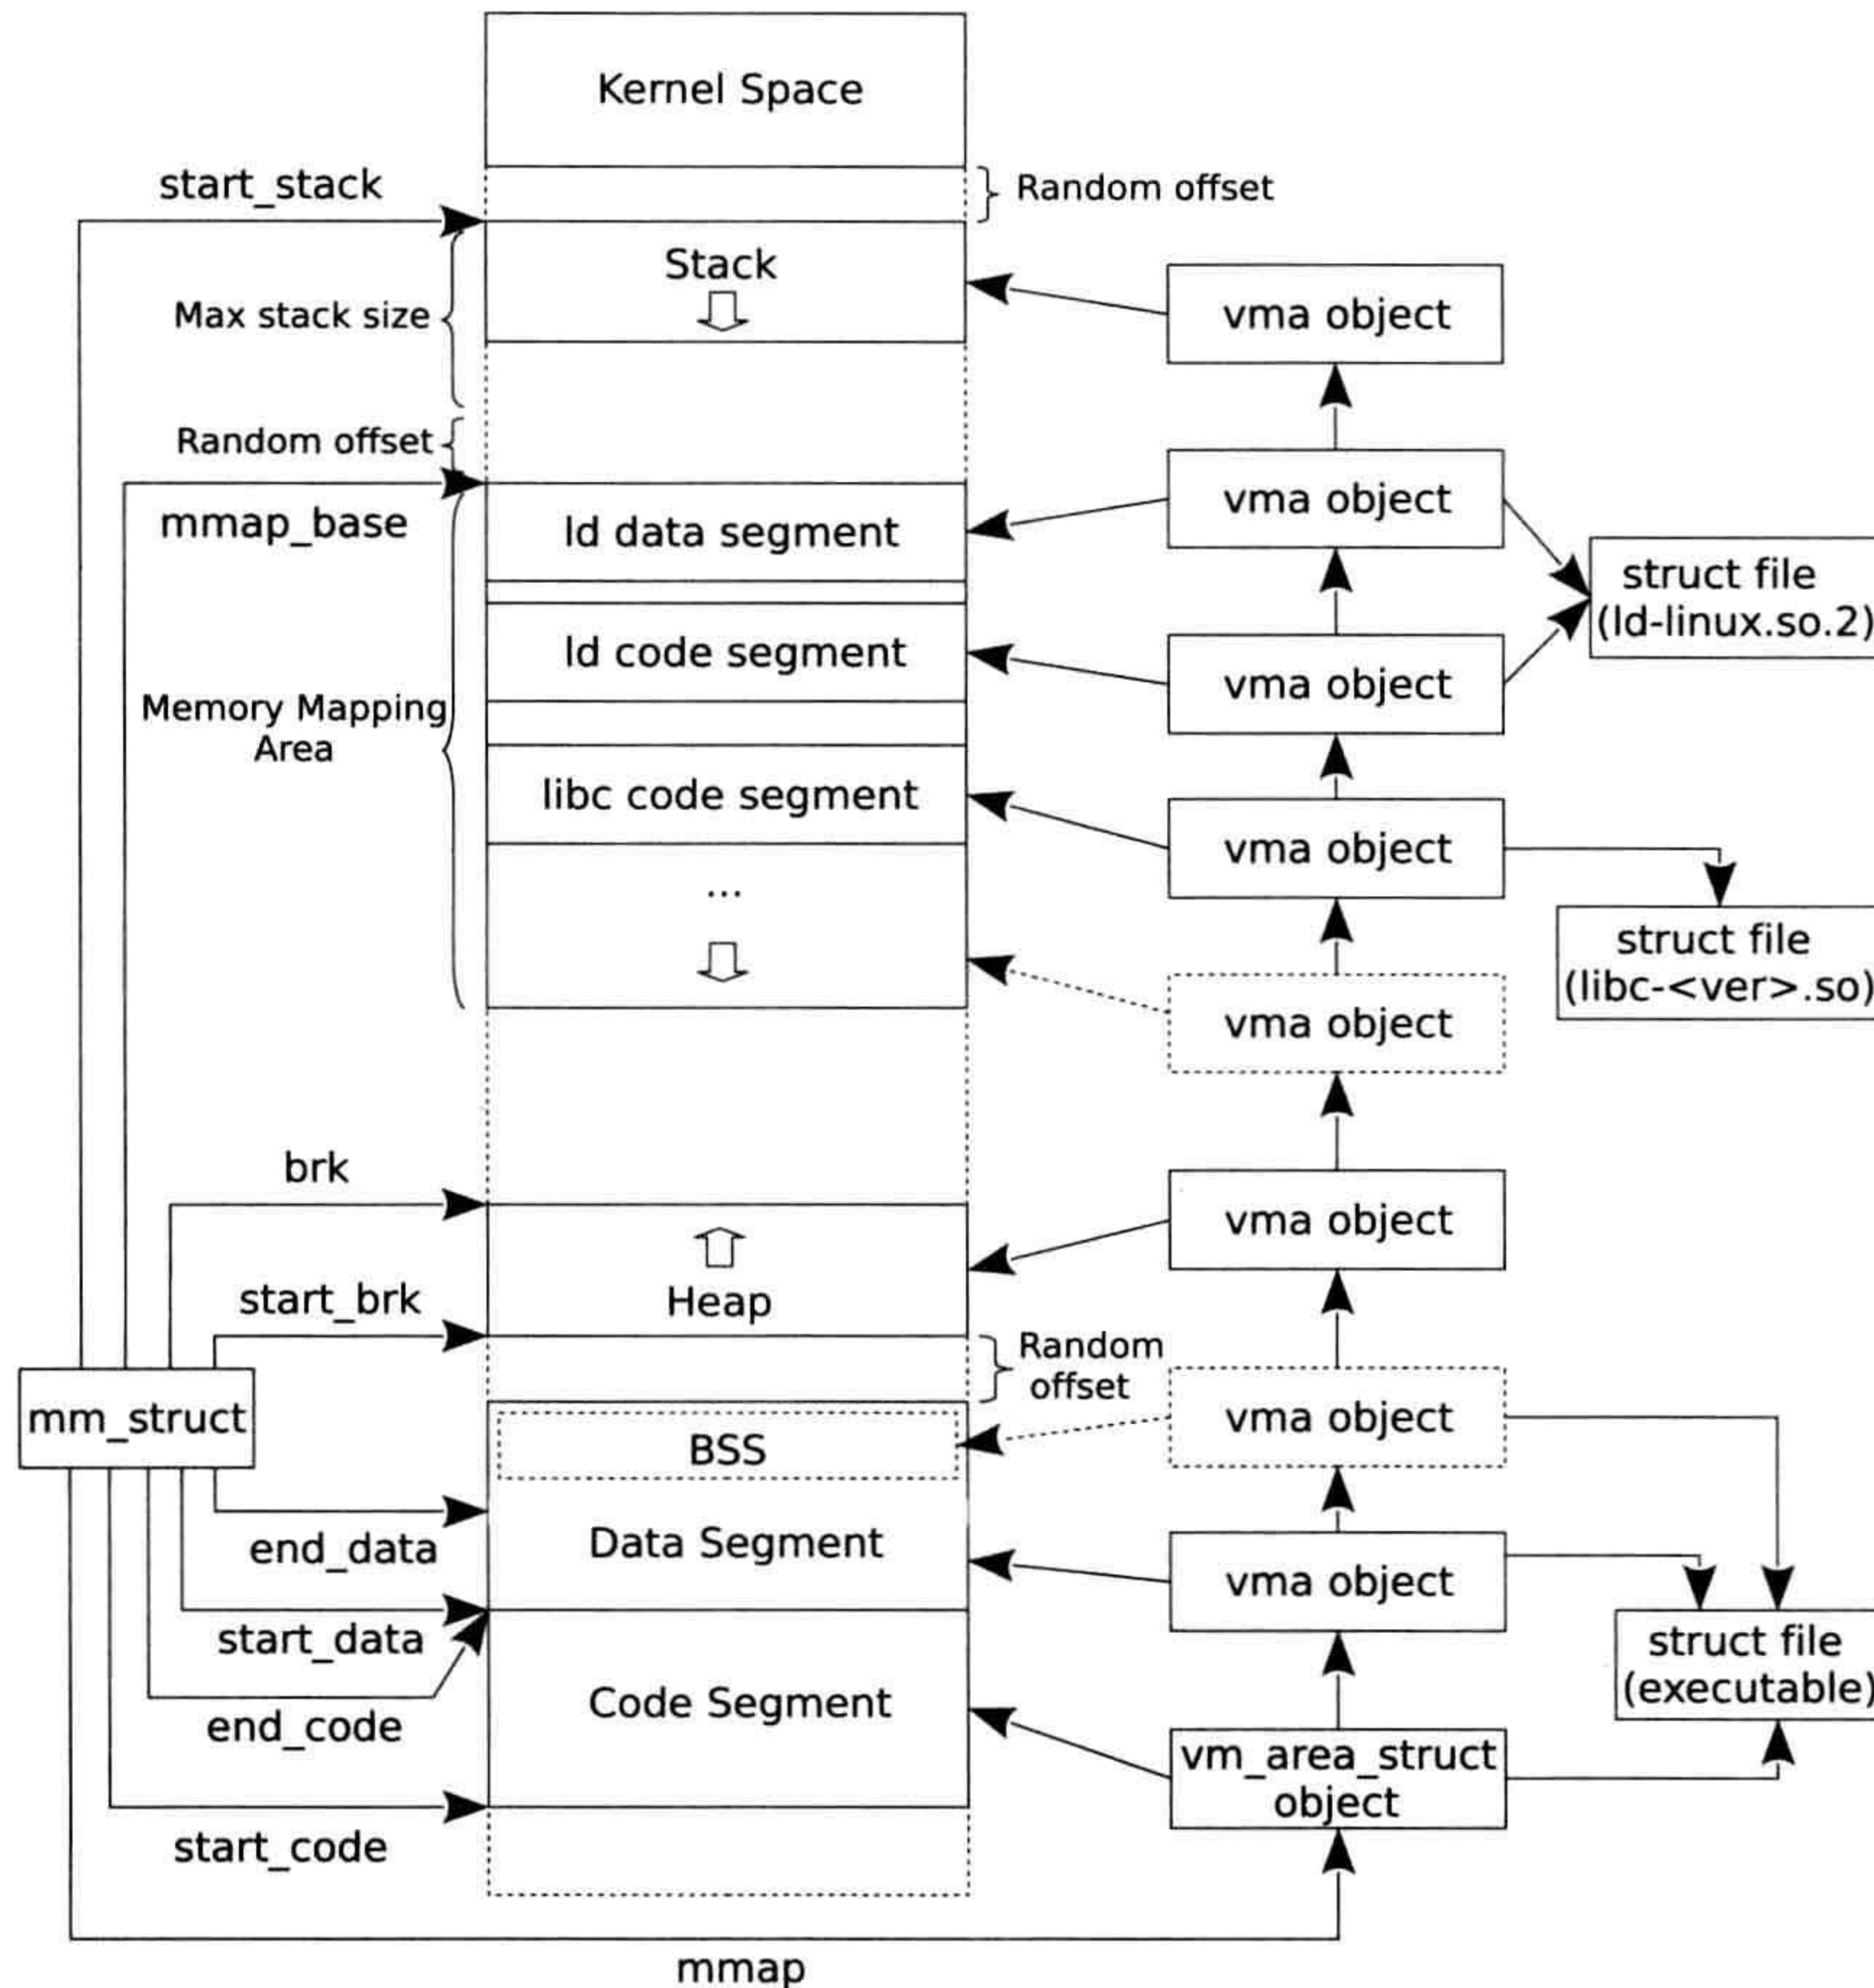 Kernel Space
start_stack
Random offset
Stack
vma object
Max stack size
Random offset
vma object
mmap_base
ld data segment
struct file
(ld-linux.so.2)
ld code segment
vma object
Memory Mapping
Area
libc code segment
vma object
...
struct file
(libc-<ver>.so)
vma object
brk
vma object
start_brk
Heap
Random
offset
mm_struct
vma object
BSS
end_data
Data Segment
vma object
start_data
struct file
(executable)
Code Segment
end_code
vm_area_struct
object
start_code
mmap